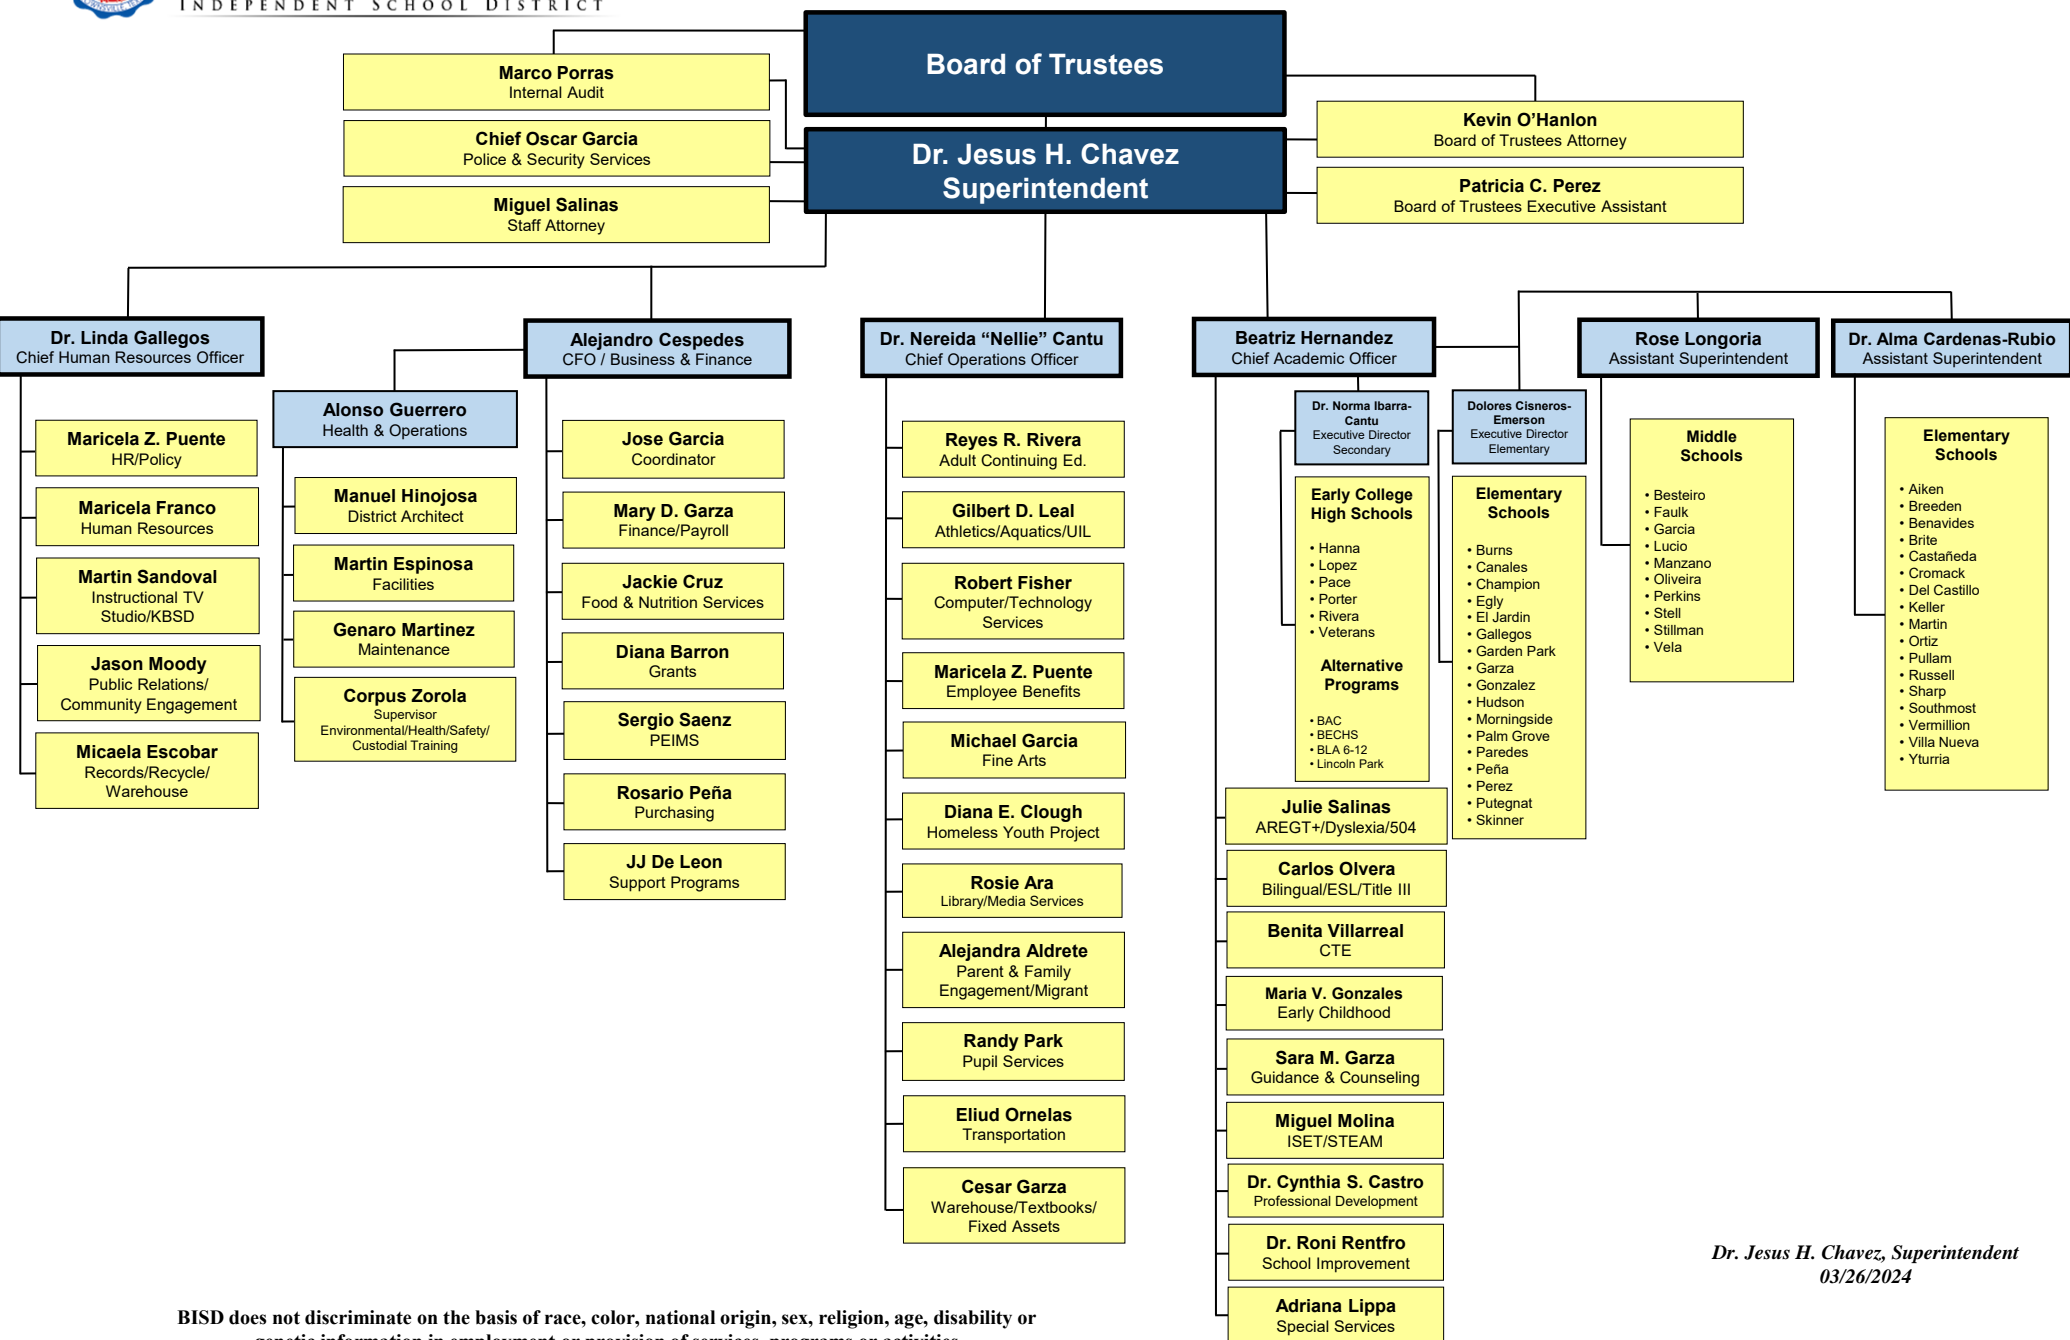 INDEPENDENT SCHOOL DISTRICT
Board of Trustees
Marco Porras
Internal Audit
Chief Oscar Garcia
Police & Security Services
Miguel Salinas
Staff Attorney
Dr. Jesus H. Chavez
Superintendent
Kevin O’Hanlon
Board of Trustees Attorney
Patricia C. Perez
Board of Trustees Executive Assistant
Dr. Linda Gallegos
Chief Human Resources Officer
Maricela Z. Puente
HR/Policy
Maricela Franco
Human Resources
Martin Sandoval
Instructional TV
Studio/KBSD
Jason Moody
Public Relations/
Community Engagement
Micaela Escobar
Records/Recycle/
Warehouse
Alejandro Cespedes
CFO / Business & Finance
Alonso Guerrero
Health & Operations
Manuel Hinojosa
District Architect
Martin Espinosa
Facilities
Genaro Martinez
Maintenance
Corpus Zorola
Supervisor
Environmental/Health/Safety/
Custodial Training
Jose Garcia
Coordinator
Mary D. Garza
Finance/Payroll
Jackie Cruz
Food & Nutrition Services
Diana Barron
Grants
Sergio Saenz
PEIMS
Rosario Peña
Purchasing
JJ De Leon
Support Programs
Dr. Nereida “Nellie” Cantu
Chief Operations Officer
Reyes R. Rivera
Adult Continuing Ed.
Gilbert D. Leal
Athletics/Aquatics/UIL
Robert Fisher
Computer/Technology
Services
Maricela Z. Puente
Employee Benefits
Michael Garcia
Fine Arts
Diana E. Clough
Homeless Youth Project
Rosie Ara
Library/Media Services
Alejandra Aldrete
Parent & Family
Engagement/Migrant
Randy Park
Pupil Services
Eliud Ornelas
Transportation
Cesar Garza
Warehouse/Textbooks/
Fixed Assets
Beatriz Hernandez
Chief Academic Officer
Dr. Norma Ibarra-
Cantu
Executive Director
Secondary
Early College
High Schools
• Hanna
• Lopez
• Pace
• Porter
• Rivera
• Veterans
Alternative
Programs
• BAC
• BECHS
• BLA 6-12
• Lincoln Park
Dolores Cisneros-
Emerson
Executive Director
Elementary
Elementary
Schools
• Burns
• Canales
• Champion
• Egly
• El Jardin
• Gallegos
• Garden Park
• Garza
• Gonzalez
• Hudson
• Morningside
• Palm Grove
• Paredes
• Peña
• Perez
• Putegnat
• Skinner
Julie Salinas
AREGT+/Dyslexia/504
Carlos Olvera
Bilingual/ESL/Title III
Benita Villarreal
CTE
Maria V. Gonzales
Early Childhood
Sara M. Garza
Guidance & Counseling
Miguel Molina
ISET/STEAM
Dr. Cynthia S. Castro
Professional Development
Dr. Roni Rentfro
School Improvement
Adriana Lippa
Special Services
Rose Longoria
Assistant Superintendent
Middle
Schools
• Besteiro
• Faulk
• Garcia
• Lucio
• Manzano
• Oliveira
• Perkins
• Stell
• Stillman
• Vela
Dr. Alma Cardenas-Rubio
Assistant Superintendent
Elementary
Schools
• Aiken
• Breeden
• Benavides
• Brite
• Castañeda
• Cromack
• Del Castillo
• Keller
• Martin
• Ortiz
• Pullam
• Russell
• Sharp
• Southmost
• Vermillion
• Villa Nueva
• Yturria
Dr. Jesus H. Chavez, Superintendent
03/26/2024
BISD does not discriminate on the basis of race, color, national origin, sex, religion, age, disability or
genetic information in employment or provision of services, programs or activities.